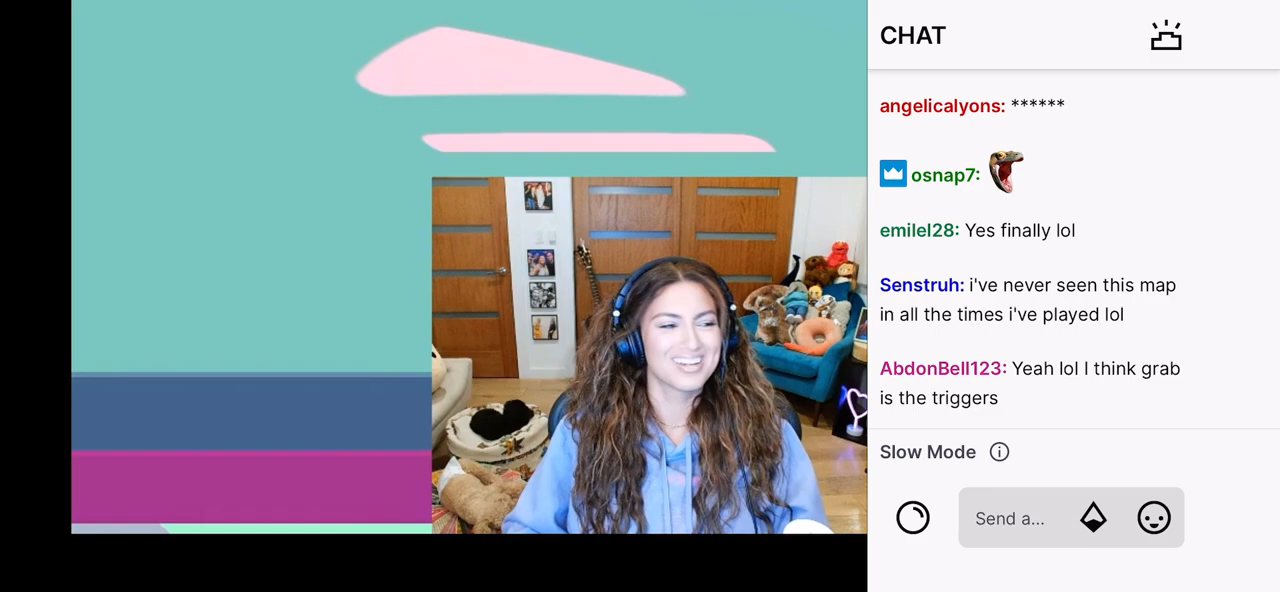 CHAT
angelicalyons: ******
osnap7:
emilel28: Yes finally lol
Senstruh: i've never seen this map
in all the times i've played lol
AbdonBell123: Yeah lol I think grab
is the triggers
Slow Mode
Send a...